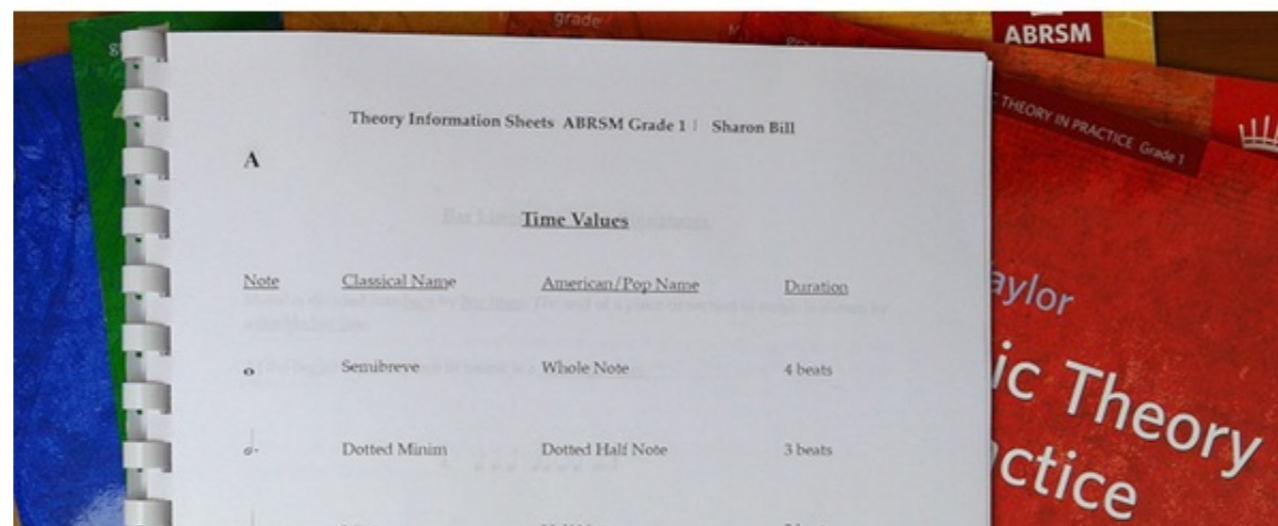 grade
ABRSM
THEORY IN PRACTICE Grade 1
Theory Information Sheets ABRSM Grade 1 | Sharon Bill
A
Time Values
Note Classical Name American/Pop Name Duration
Semibreve Whole Note 4 beats
Dotted Minim Dotted Half Note 3 beats
aylor
ic Theory
ctice